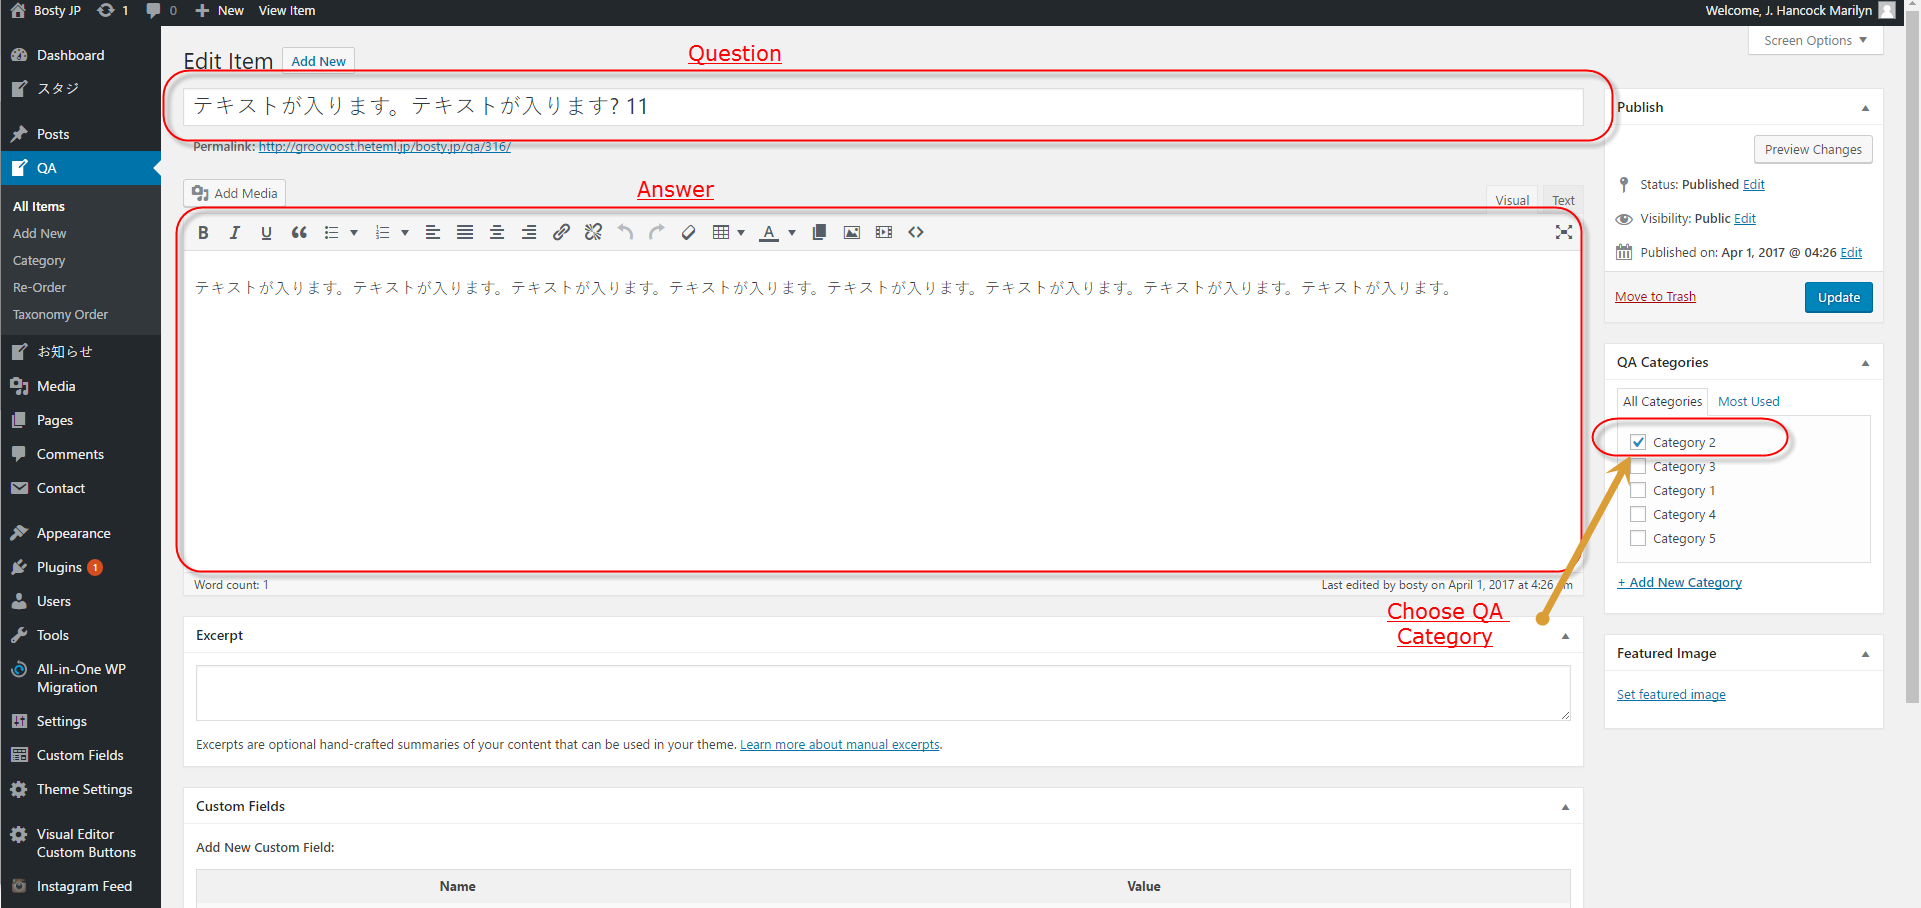 Bosty JP 1 0 New View Item Welcome, J. Hancock Marilyn
Screen Options
Dashboard
スタジ
Posts
QA
All Items
Add New
Category
Re-Order
Taxonomy Order
お知らせ
Media
Pages
Comments
Contact
Appearance
Plugins 1
Users
Tools
All-in-One WP
Migration
Settings
Custom Fields
Theme Settings
Visual Editor
Custom Buttons
Instagram Feed
Edit Item Add New
Question
テキストが入ります。テキストが入ります? 11
Permalink: http://groovoost.heteml.jp/bosty.jp/qa/316/
Add Media
Answer
Visual Text
テキストが入ります。テキストが入ります。テキストが入ります。テキストが入ります。テキストが入ります。テキストが入ります。テキストが入ります。テキストが入ります。
Word count: 1 Last edited by bosty on April 1, 2017 at 4:26 m
Choose QA
Category
Excerpt
Excerpts are optional hand-crafted summaries of your content that can be used in your theme. Learn more about manual excerpts.
Custom Fields
Add New Custom Field:
Name Value
Publish
Preview Changes
Status: Published Edit
Visibility: Public Edit
Published on: Apr 1, 2017 @ 04:26 Edit
Move to Trash Update
QA Categories
All Categories Most Used
Category 2
Category 3
Category 1
Category 4
Category 5
+ Add New Category
Featured Image
Set featured image